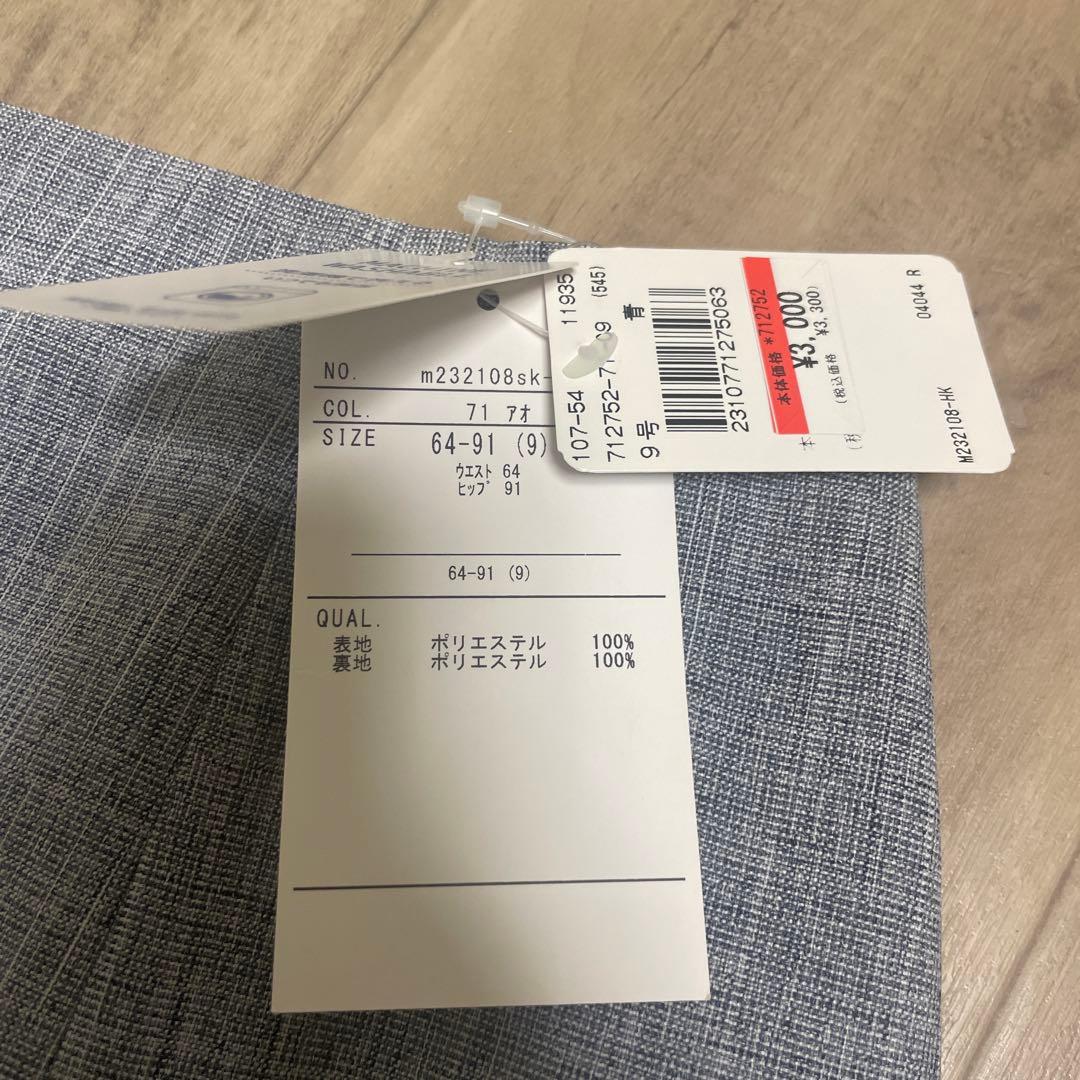 NO. m232108sk-
COL. 71 アオ
SIZE 64-91 (9)
ウエスト 64
ヒップ 91
64-91 (9)
QUAL.
表地 ポリエステル 100%
裏地 ポリエステル 100%
107-54 11935
(545)
9号 青
2310771275063
本体価格 *712752
¥3,000
(税込価格 ¥3,300)
本
04044 R
M232108-HK